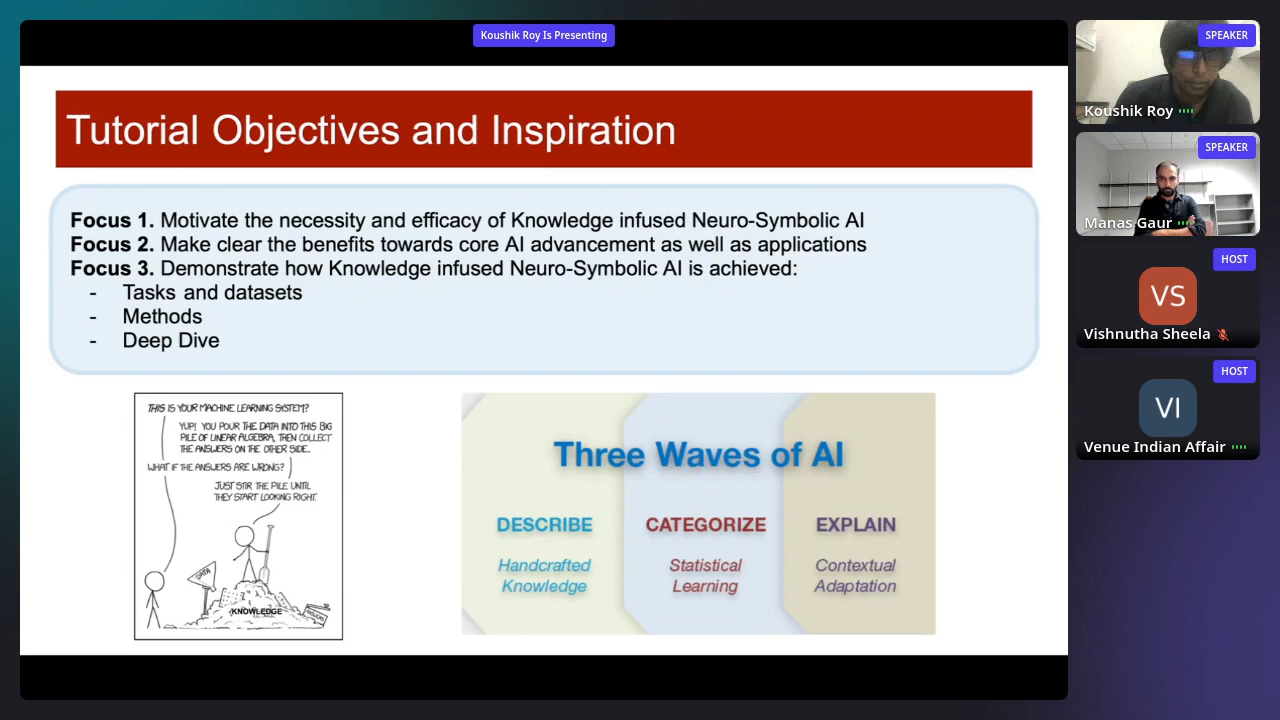 Koushik Roy Is Presenting
Tutorial Objectives and Inspiration
Focus 1. Motivate the necessity and efficacy of Knowledge infused Neuro-Symbolic AI
Focus 2. Make clear the benefits towards core AI advancement as well as applications
Focus 3. Demonstrate how Knowledge infused Neuro-Symbolic AI is achieved:
- Tasks and datasets
- Methods
- Deep Dive
THIS IS YOUR MACHINE LEARNING SYSTEM?
YUP! YOU POUR THE DATA INTO THIS BIG
PILE OF LINEAR ALGEBRA, THEN COLLECT
THE ANSWERS ON THE OTHER SIDE.
WHAT IF THE ANSWERS ARE WRONG?
JUST STIR THE PILE UNTIL
THEY START LOOKING RIGHT.
DATA
KNOWLEDGE
Three Waves of AI
DESCRIBE
Handcrafted
Knowledge
CATEGORIZE
Statistical
Learning
EXPLAIN
Contextual
Adaptation
SPEAKER
Koushik Roy
SPEAKER
Manas Gaur
HOST
VS
Vishnutha Sheela
HOST
VI
Venue Indian Affair